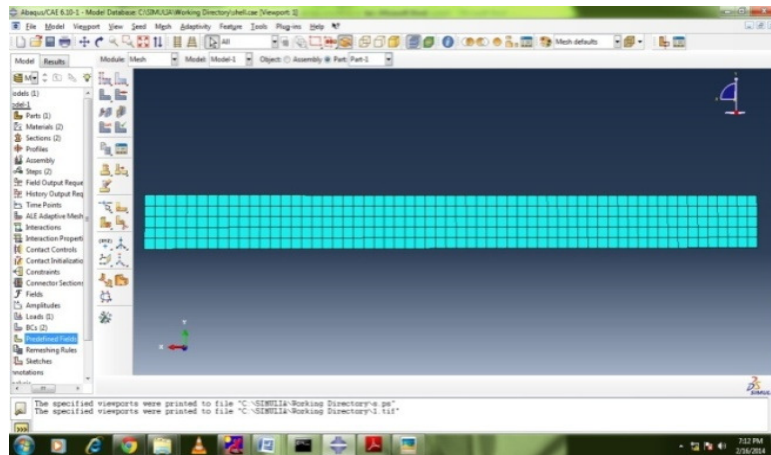 Abaqus/CAE 6.10-1 - Model Database: C:\SIMULIA\Working Directory\shell.cae [Viewport: 1]
File Model Viewport View Seed Mesh Adaptivity Feature Tools Plug-ins Help
All
Mesh defaults
Model Results
Module: Mesh Model: Model-1 Object: Assembly Part: Part-1
odels (1)
odel-1
Parts (1)
Materials (2)
Sections (2)
Profiles
Assembly
Steps (2)
Field Output Reque
History Output Req
Time Points
ALE Adaptive Mesh
Interactions
Interaction Properti
Contact Controls
Contact Initializatio
Constraints
Connector Sections
Fields
Amplitudes
Loads (1)
BCs (2)
Predefined Fields
Remeshing Rules
Sketches
nnotations
Y
X
The specified viewports were printed to file "C:\SIMULIA\Working Directory\s.ps"
The specified viewports were printed to file "C:\SIMULIA\Working Directory\1.tif"
>>>
7:12 PM
2/16/2014